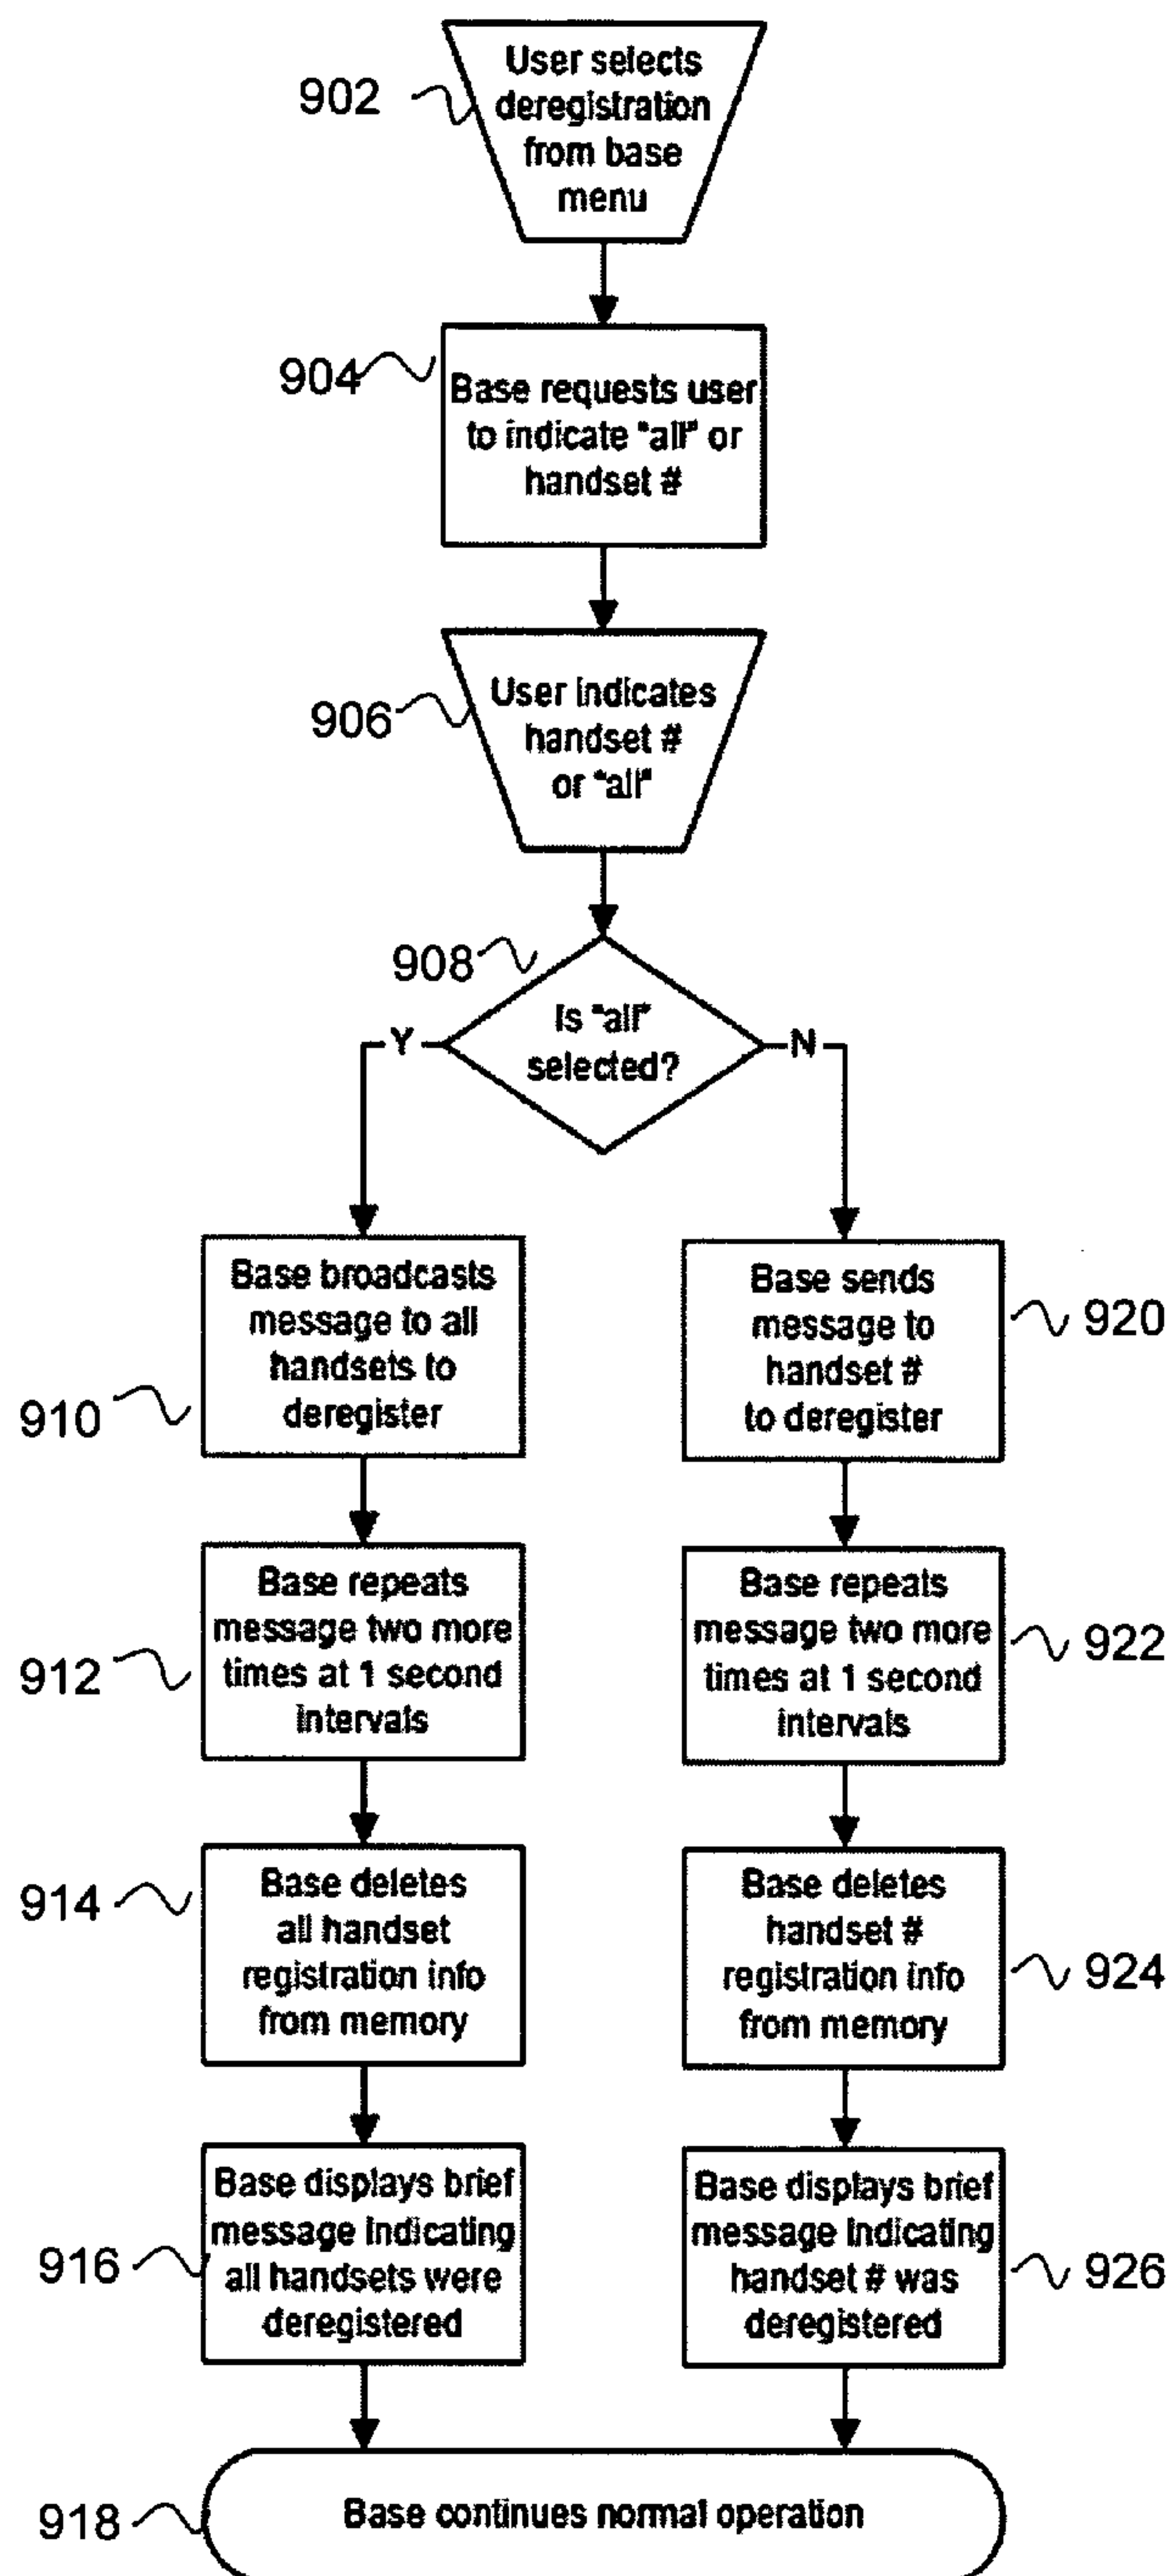 902
User selects
deregistration
from base
menu
904
Base requests user
to indicate "all" or
handset #
906
User indicates
handset #
or "all"
908
Is "all"
selected?
Y
N
910
Base broadcasts
message to all
handsets to
deregister
920
Base sends
message to
handset #
to deregister
912
Base repeats
message two more
times at 1 second
intervals
922
Base repeats
message two more
times at 1 second
intervals
914
Base deletes
all handset
registration info
from memory
924
Base deletes
handset #
registration info
from memory
916
Base displays brief
message indicating
all handsets were
deregistered
926
Base displays brief
message indicating
handset # was
deregistered
918
Base continues normal operation